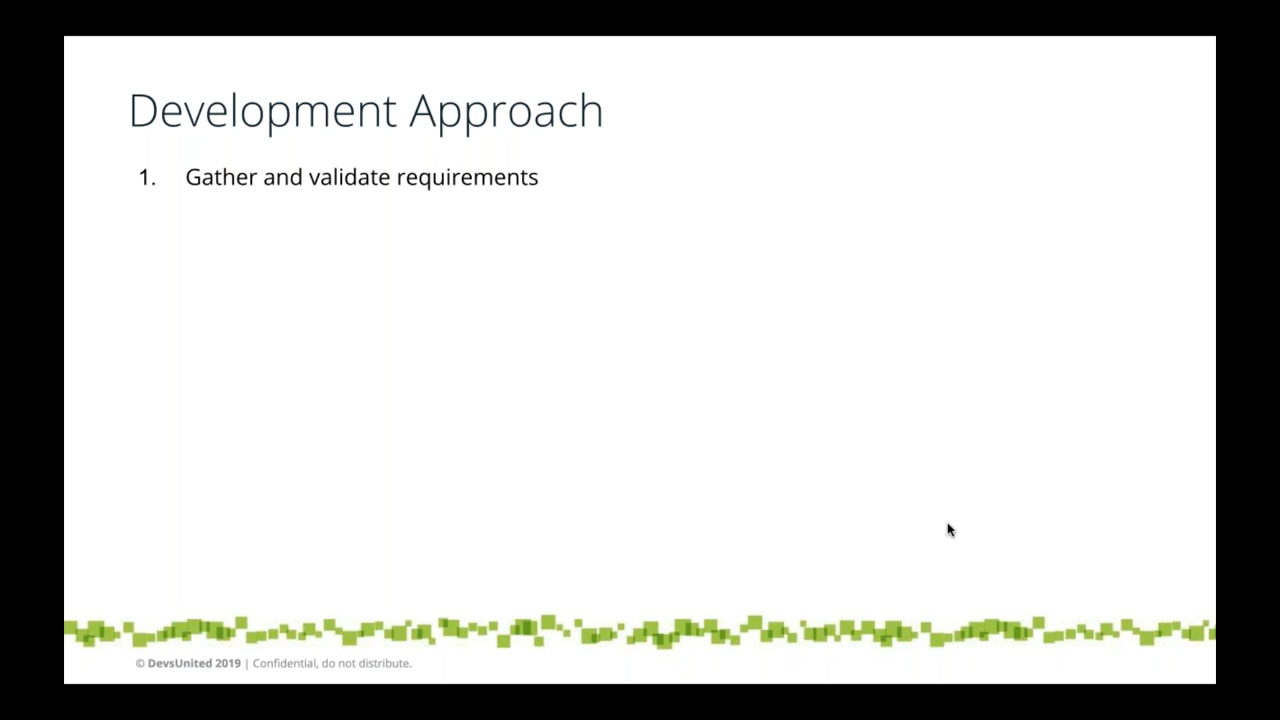 Development Approach
1. Gather and validate requirements
© DevsUnited 2019 | Confidential, do not distribute.